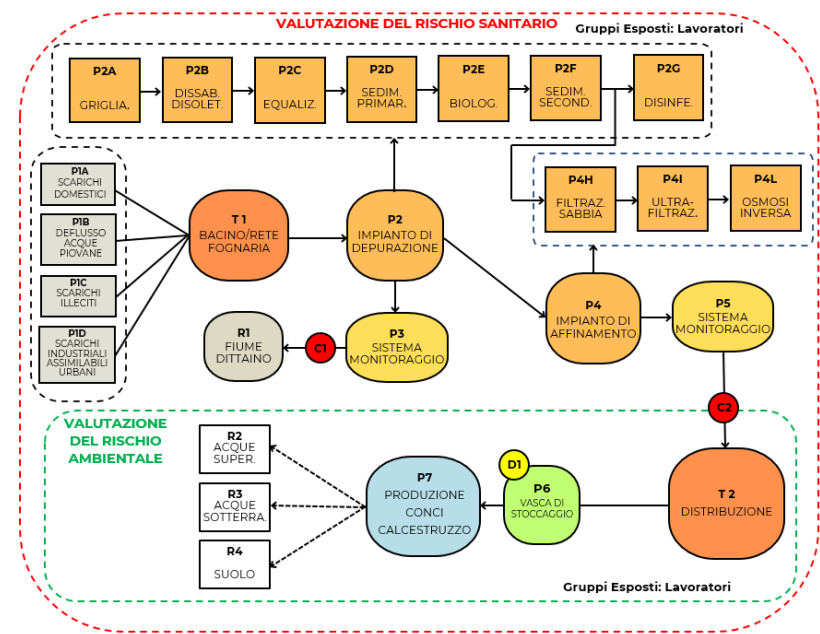 VALUTAZIONE DEL RISCHIO SANITARIO
Gruppi Esposti: Lavoratori
P2A
GRIGLIA.
P2B
DISSAB.
DISOLET.
P2C
EQUALIZ.
P2D
SEDIM.
PRIMAR.
P2E
BIOLOG.
P2F
SEDIM.
SECOND.
P2G
DISINFE.
P1A
SCARICHI
DOMESTICI
P1B
DEFLUSSO
ACQUE
PIOVANE
P1C
SCARICHI
ILLECITI
P1D
SCARICHI
INDUSTRIALI
ASSIMILABILI
URBANI
T 1
BACINO/RETE
FOGNARIA
P2
IMPIANTO DI
DEPURAZIONE
P4H
FILTRAZ.
SABBIA
P4I
ULTRA-
FILTRAZ.
P4L
OSMOSI
INVERSA
R1
FIUME
DITTAINO
C1
P3
SISTEMA
MONITORAGGIO
P4
IMPIANTO DI
AFFINAMENTO
P5
SISTEMA
MONITORAGGIO
C2
VALUTAZIONE
DEL RISCHIO
AMBIENTALE
R2
ACQUE
SUPER.
R3
ACQUE
SOTTERRA.
R4
SUOLO
P7
PRODUZIONE
CONCI
CALCESTRUZZO
D1
P6
VASCA DI
STOCCAGGIO
T 2
DISTRIBUZIONE
Gruppi Esposti: Lavoratori